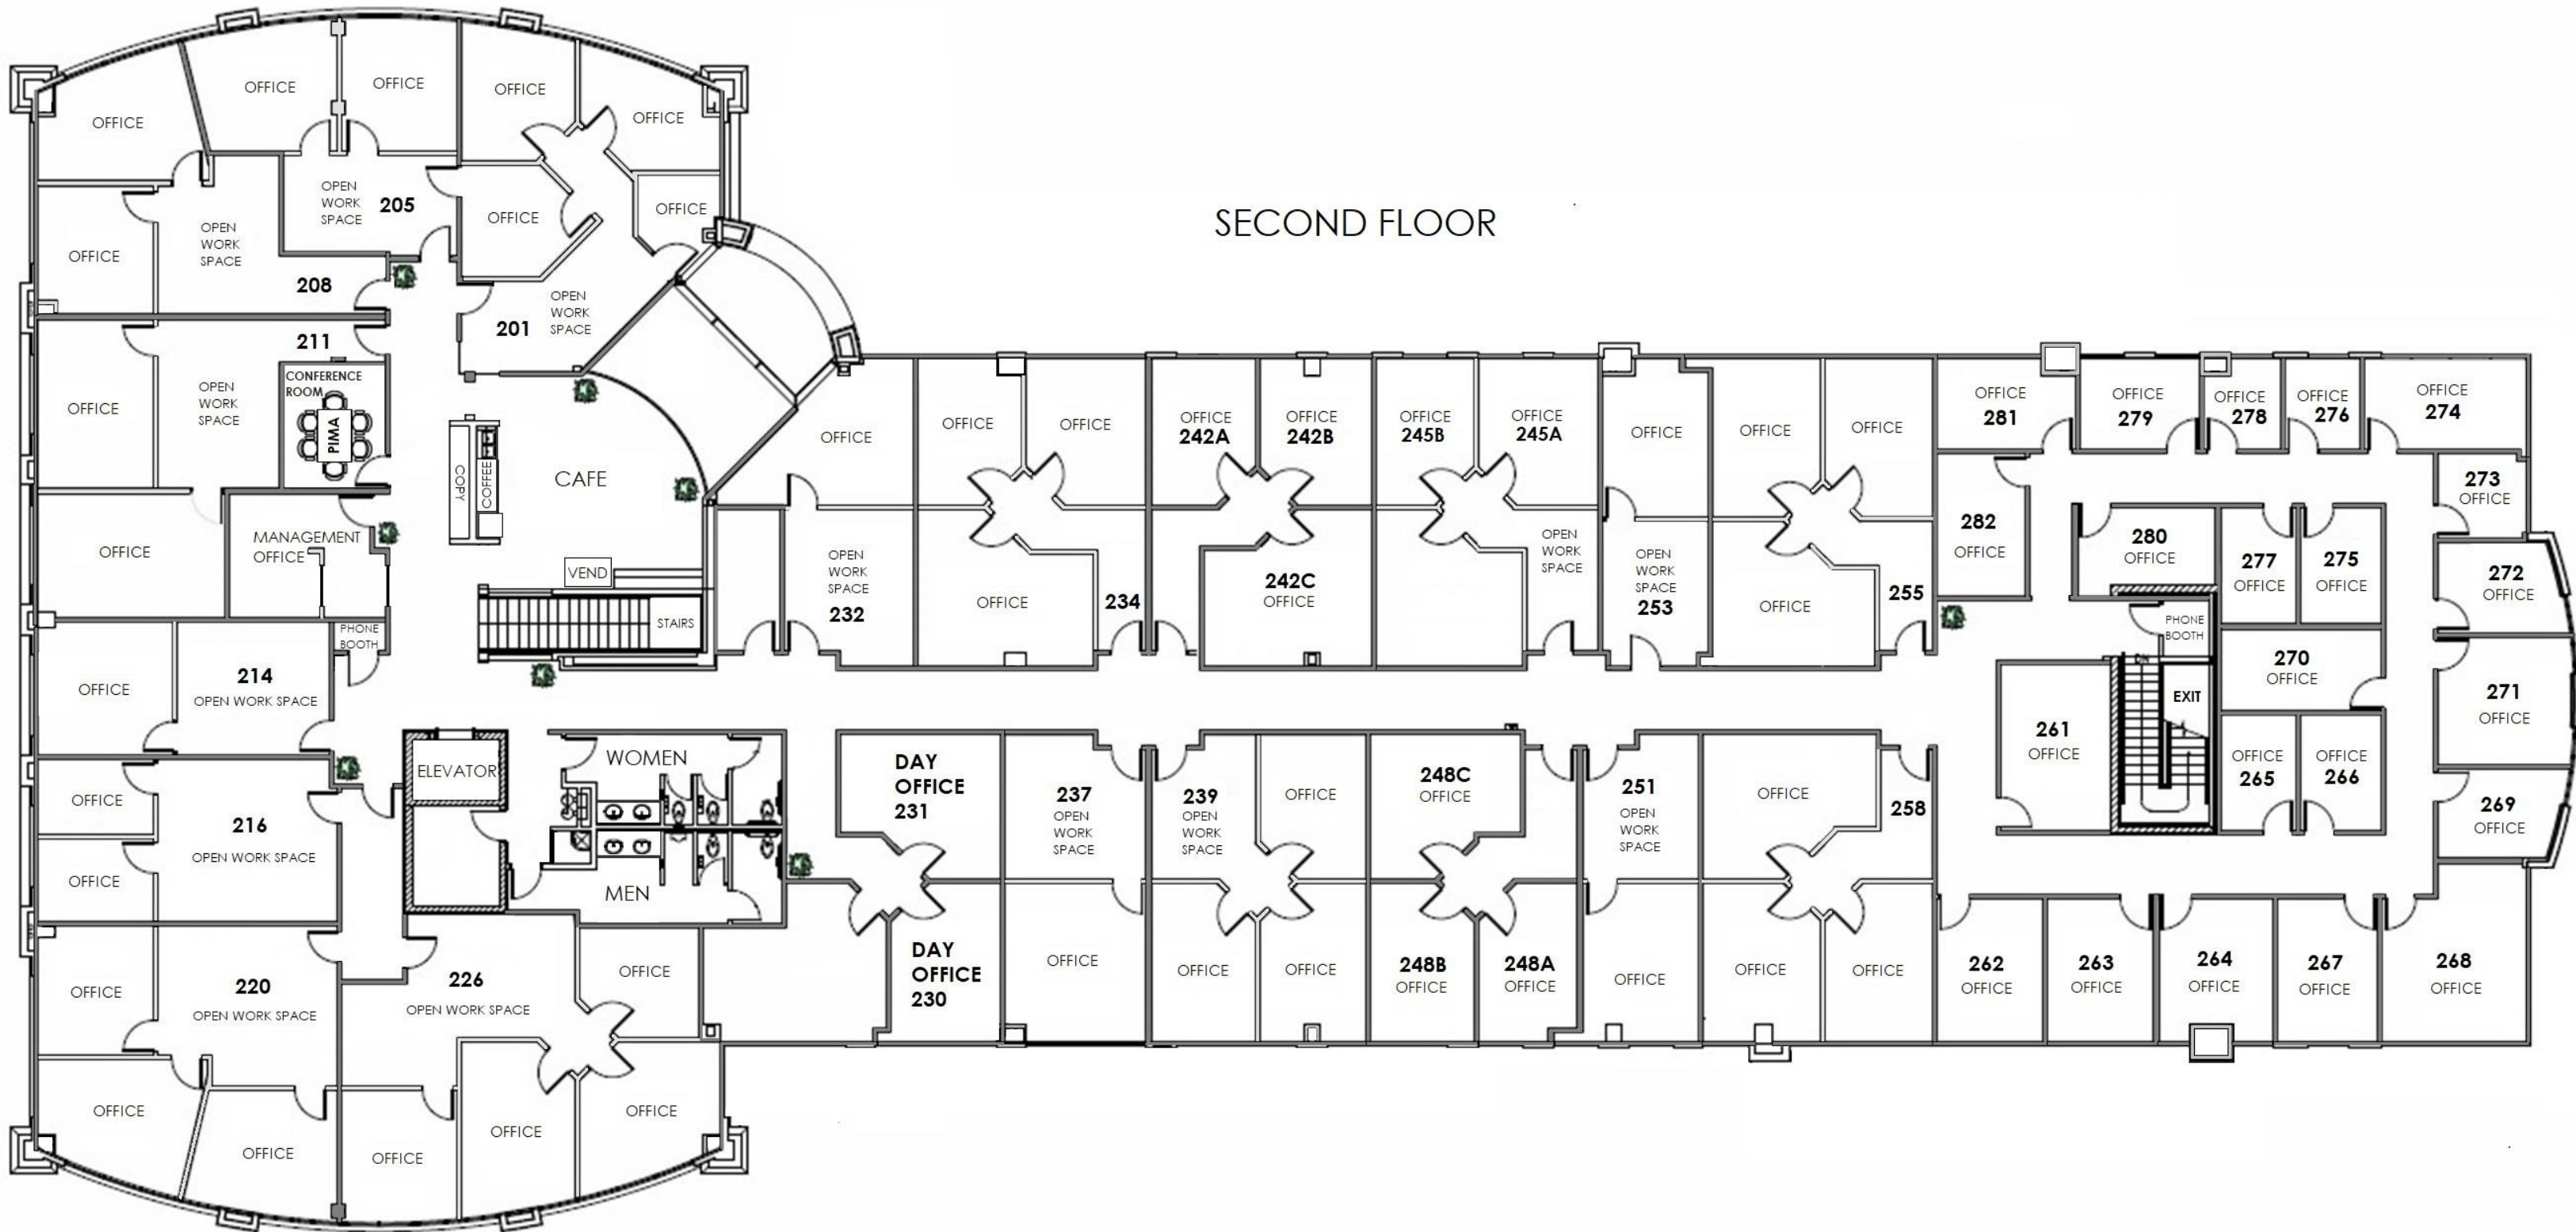 SECOND FLOOR
OFFICE
OFFICE
OFFICE
OFFICE
OFFICE
OFFICE
OPEN
WORK
SPACE
205
OFFICE
OFFICE
OPEN
WORK
SPACE
208
OPEN
WORK
SPACE
201
211
OFFICE
OPEN
WORK
SPACE
CONFERENCE
ROOM
PIMA
COPY
COFFEE
CAFE
VEND
STAIRS
OFFICE
MANAGEMENT
OFFICE
PHONE
BOOTH
OFFICE
214
OPEN WORK SPACE
OFFICE
OFFICE
216
OPEN WORK SPACE
ELEVATOR
WOMEN
MEN
OFFICE
220
OPEN WORK SPACE
OFFICE
OFFICE
226
OPEN WORK SPACE
OFFICE
OFFICE
OFFICE
OFFICE
OFFICE
OPEN
WORK
SPACE
232
OFFICE
OFFICE
OFFICE
234
OFFICE
242A
OFFICE
242B
242C
OFFICE
OFFICE
245B
OFFICE
245A
OPEN
WORK
SPACE
OFFICE
OPEN
WORK
SPACE
253
OFFICE
OFFICE
OFFICE
255
DAY
OFFICE
231
DAY
OFFICE
230
237
OPEN
WORK
SPACE
OFFICE
239
OPEN
WORK
SPACE
OFFICE
OFFICE
OFFICE
248C
OFFICE
248B
OFFICE
248A
OFFICE
251
OPEN
WORK
SPACE
OFFICE
OFFICE
258
OFFICE
OFFICE
OFFICE
281
OFFICE
279
OFFICE
278
OFFICE
276
OFFICE
274
273
OFFICE
282
OFFICE
280
OFFICE
277
OFFICE
275
OFFICE
272
OFFICE
PHONE
BOOTH
DN
EXIT
270
OFFICE
271
OFFICE
261
OFFICE
OFFICE
265
OFFICE
266
269
OFFICE
262
OFFICE
263
OFFICE
264
OFFICE
267
OFFICE
268
OFFICE